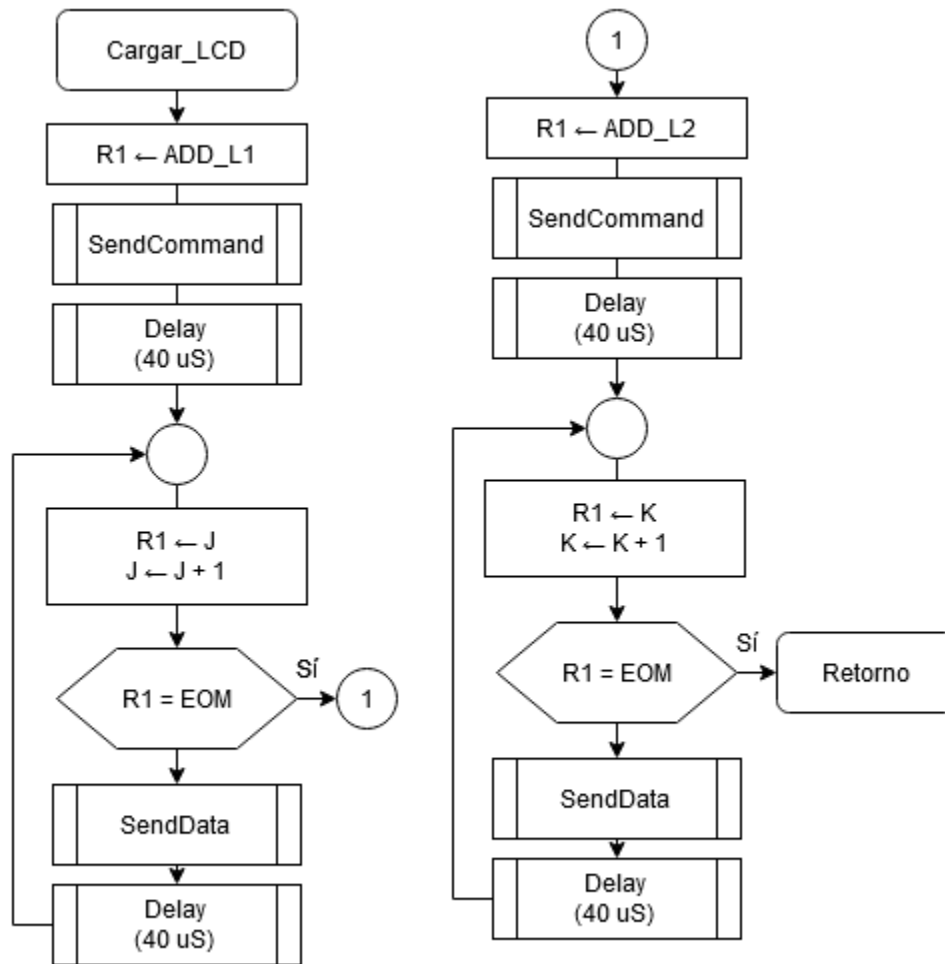 Cargar_LCD
R1 ← ADD_L1
SendCommand
Delay
(40 uS)
R1 ← J
J ← J + 1
R1 = EOM
Sí
1
SendData
Delay
(40 uS)
1
R1 ← ADD_L2
SendCommand
Delay
(40 uS)
R1 ← K
K ← K + 1
R1 = EOM
Sí
Retorno
SendData
Delay
(40 uS)